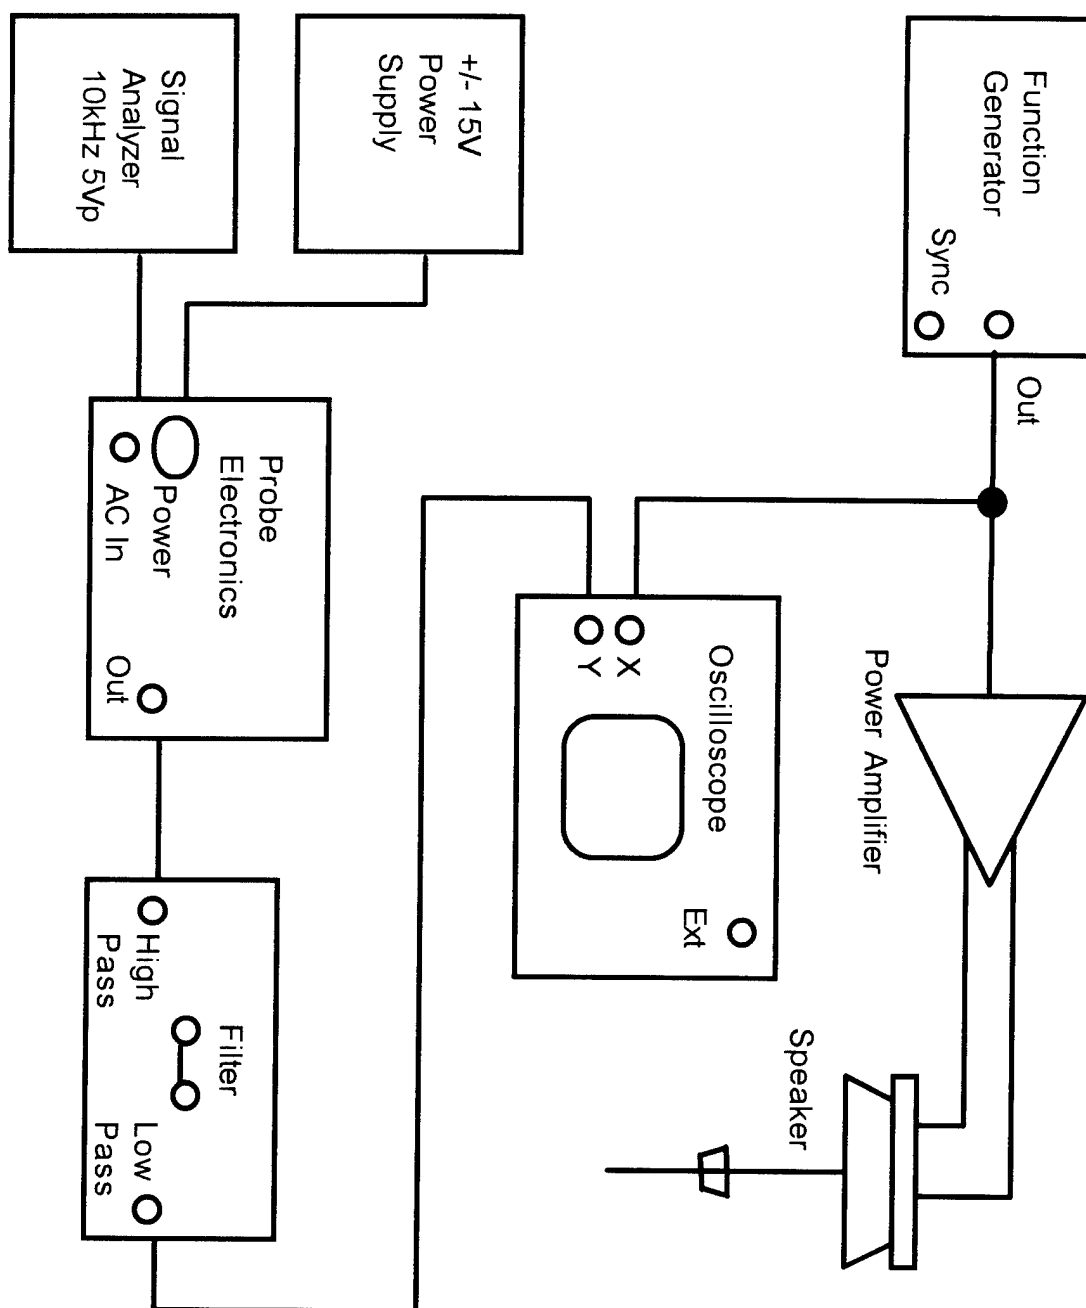 Function
Generator
Out
Sync
Power Amplifier
Speaker
Oscilloscope
X
Y
Ext
+/- 15V
Power
Supply
Signal
Analyzer
10kHz 5Vp
Probe
Electronics
Power
AC In
Out
Filter
High
Pass
Low
Pass